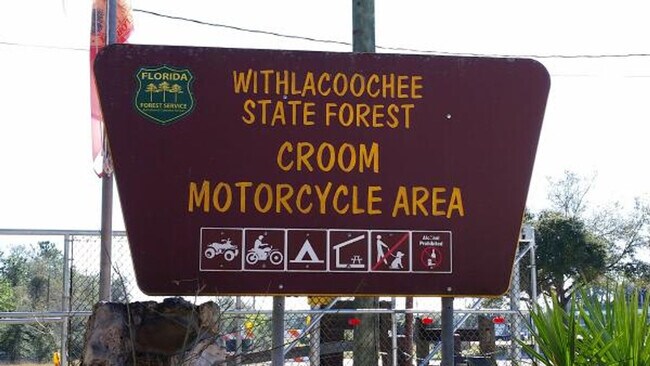 FLORIDA
FOREST SERVICE
WITHLACOOCHEE
STATE FOREST
CROOM
MOTORCYCLE AREA
Alcohol
Prohibited